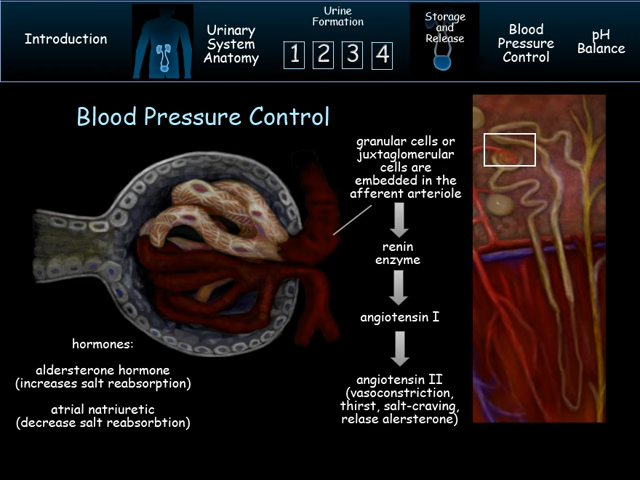 Introduction
Urinary
System
Anatomy
Urine
Formation
1 2 3 4
Storage
and
Release
Blood
Pressure
Control
pH
Balance
Blood Pressure Control
granular cells or
juxtaglomerular
cells are
embedded in the
afferent arteriole
renin
enzyme
angiotensin I
angiotensin II
(vasoconstriction,
thirst, salt-craving,
relase alersterone)
hormones:
aldersterone hormone
(increases salt reabsorption)
atrial natriuretic
(decrease salt reabsorbtion)